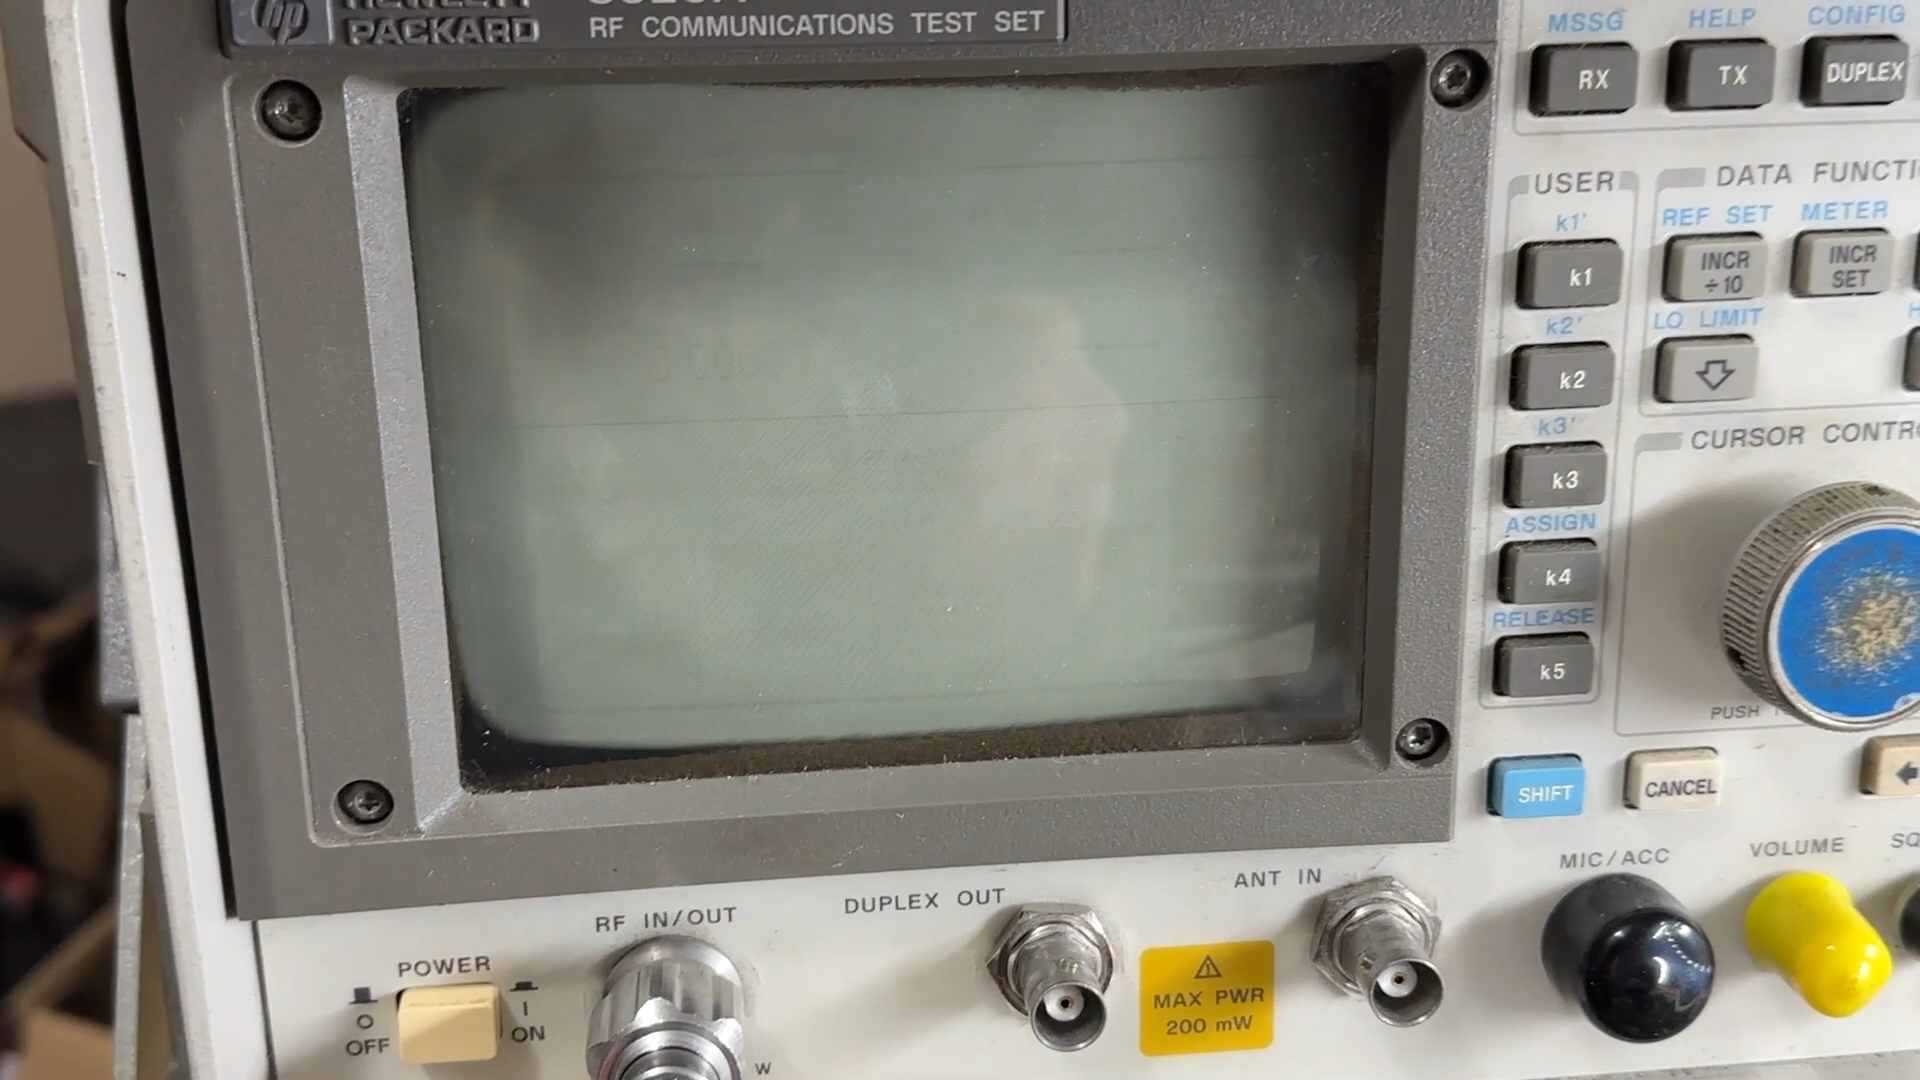 hp
PACKARD
RF COMMUNICATIONS TEST SET
MSSG HELP CONFIG
RX TX DUPLEX
USER
DATA
k1'
REF SET METER
k1
INCR ÷10
INCR SET
k2'
LO LIMIT
k2
k3'
k3
CURSOR
ASSIGN
k4
RELEASE
k5
PUSH
SHIFT
CANCEL
MIC/ACC
VOLUME
ANT IN
DUPLEX OUT
RF IN/OUT
POWER
O
OFF
I
ON
MAX PWR
200 mW
W